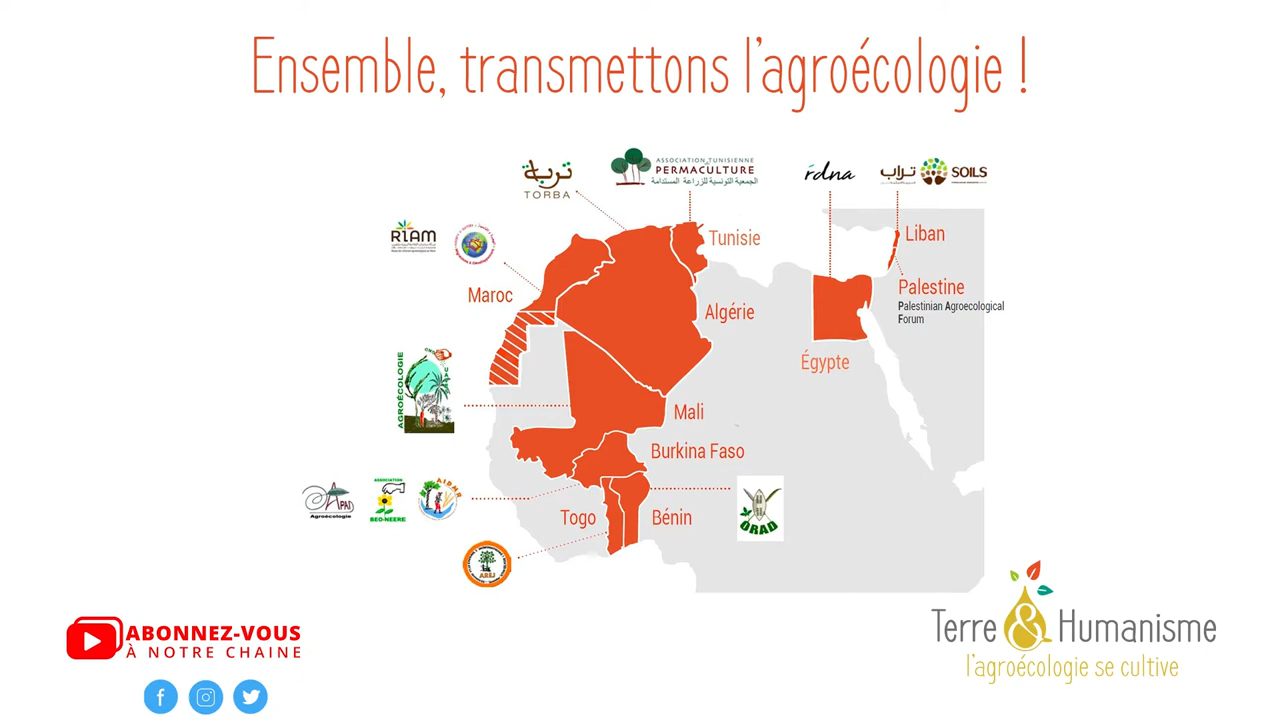 Ensemble, transmettons l'agroécologie !
تربة
TORBA
ASSOCIATION TUNISIENNE
PERMACULTURE
الجمعية التونسية للزراعة المستدامة
rdna
تراب
SOILS
RIAM
Liban
Tunisie
Palestine
Palestinian Agroecological
Forum
Maroc
Algérie
Égypte
AGROÉCOLOGIE
Mali
Burkina Faso
APAD
Agroécologie
ASSOCIATION
BEO-NEERE
AIDMR
Togo
Bénin
ORAD
AREJ
Terre & Humanisme
l'agroécologie se cultive
ABONNEZ-VOUS
À NOTRE CHAINE